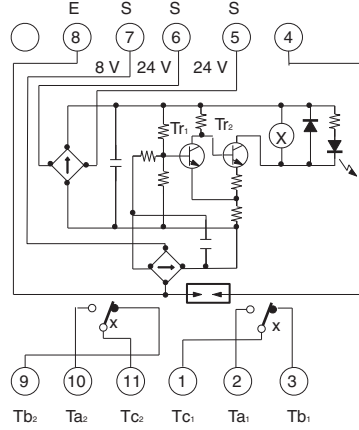 E S S S
8 7 6 5 4
8 V 24 V 24 V
Tr₁ Tr₂
X
x x
9 10 11 1 2 3
Tb₂ Ta₂ Tc₂ Tc₁ Ta₁ Tb₁